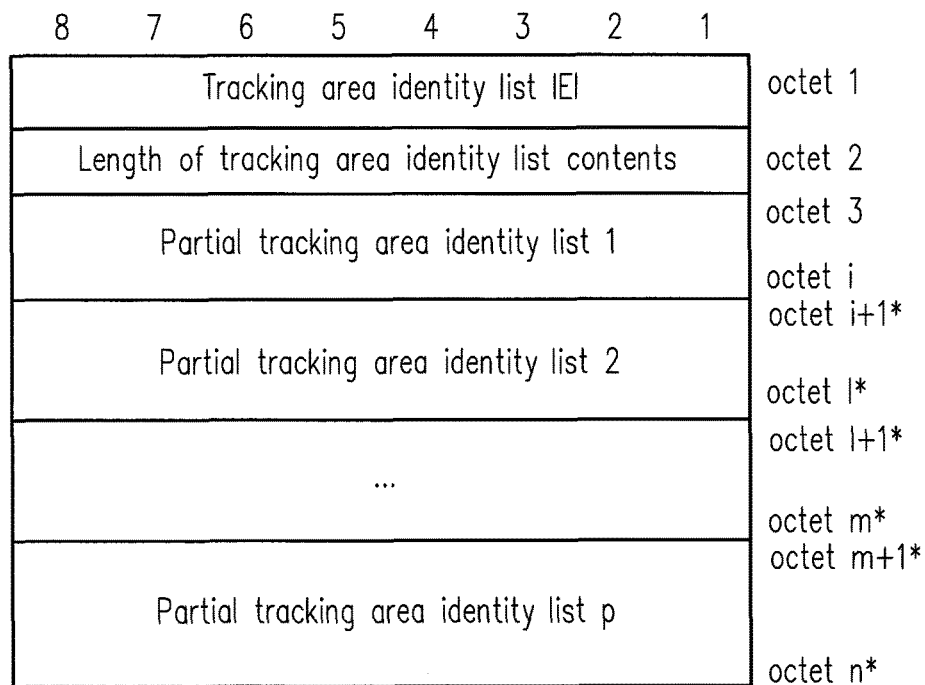 8 7 6 5 4 3 2 1
Tracking area identity list IEI octet 1
Length of tracking area identity list contents octet 2
octet 3
Partial tracking area identity list 1
octet i
octet i+1*
Partial tracking area identity list 2
octet l*
octet l+1*
...
octet m*
octet m+1*
Partial tracking area identity list p
octet n*